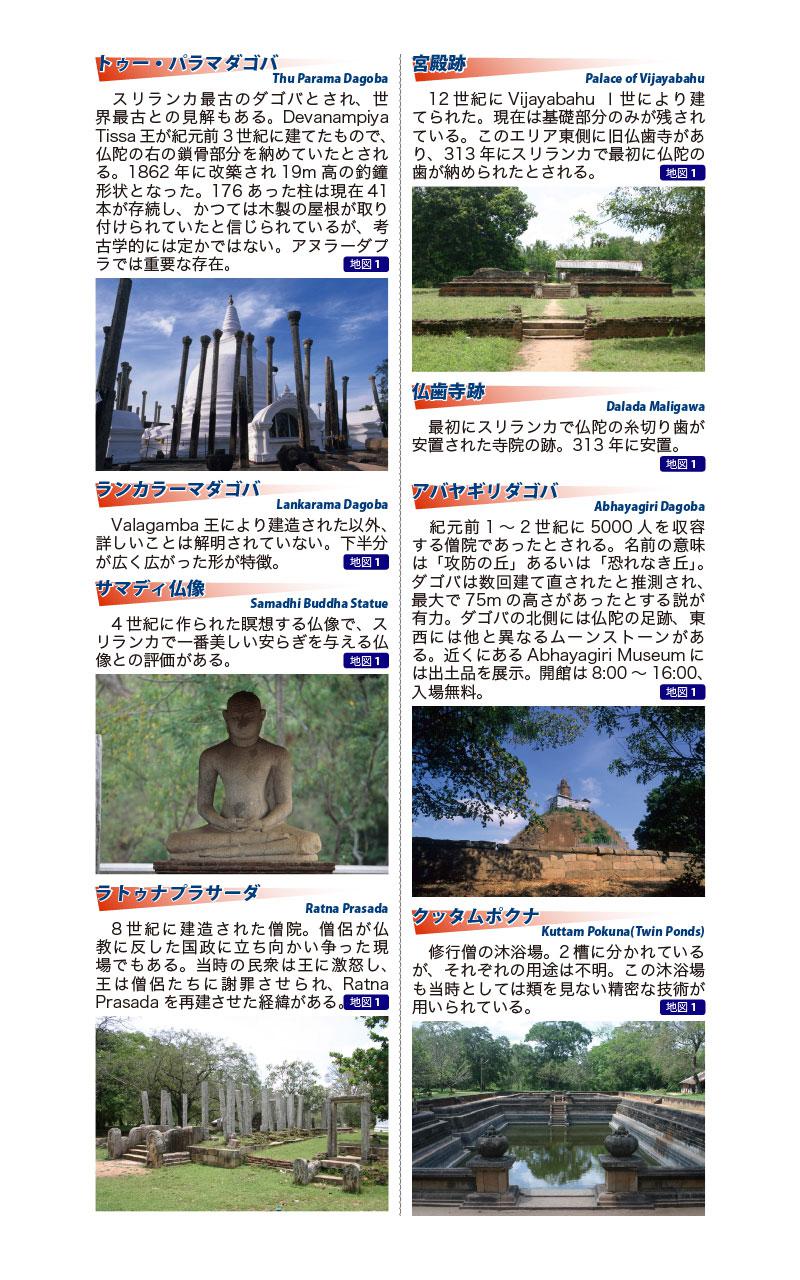 トゥー・パラマダゴバ
Thu Parama Dagoba
スリランカ最古のダゴバとされ、世
界最古との見解もある。Devanampiya
Tissa 王が紀元前３世紀に建てたもので、
仏陀の右の鎖骨部分を納めていたとされ
る。1862 年に改築され 19m 高の釣鐘
形状となった。176 あった柱は現在 41
本が存続し、かつては木製の屋根が取り
付けられていたと信じられているが、考
古学的には定かではない。アヌラーダプ
ラでは重要な存在。
地図 1
ランカラーマダゴバ
Lankarama Dagoba
Valagamba 王により建造された以外、
詳しいことは解明されていない。下半分
が広く広がった形が特徴。
地図 1
サマディ仏像
Samadhi Buddha Statue
４世紀に作られた瞑想する仏像で、ス
リランカで一番美しい安らぎを与える仏
像との評価がある。
地図 1
ラトゥナプラサーダ
Ratna Prasada
８世紀に建造された僧院。僧侶が仏
教に反した国政に立ち向かい争った現
場でもある。当時の民衆は王に激怒し、
王は僧侶たちに謝罪させられ、Ratna
Prasada を再建させた経緯がある。
地図 1
宮殿跡
Palace of Vijayabahu
12 世紀に Vijayabahu Ⅰ世により建
てられた。現在は基礎部分のみが残され
ている。このエリア東側に旧仏歯寺があ
り、313 年にスリランカで最初に仏陀の
歯が納められたとされる。
地図 1
仏歯寺跡
Dalada Maligawa
最初にスリランカで仏陀の糸切り歯が
安置された寺院の跡。313 年に安置。
地図 1
アバヤギリダゴバ
Abhayagiri Dagoba
紀元前１～２世紀に 5000 人を収容
する僧院であったとされる。名前の意味
は「攻防の丘」あるいは「恐れなき丘」。
ダゴバは数回建て直されたと推測され、
最大で 75m の高さがあったとする説が
有力。ダゴバの北側には仏陀の足跡、東
西には他と異なるムーンストーンがあ
る。近くにある Abhayagiri Museum に
は出土品を展示。開館は 8:00 ～ 16:00、
入場無料。
地図 1
クッタムポクナ
Kuttam Pokuna(Twin Ponds)
修行僧の沐浴場。２槽に分かれている
が、それぞれの用途は不明。この沐浴場
も当時としては類を見ない精密な技術が
用いられている。
地図 1